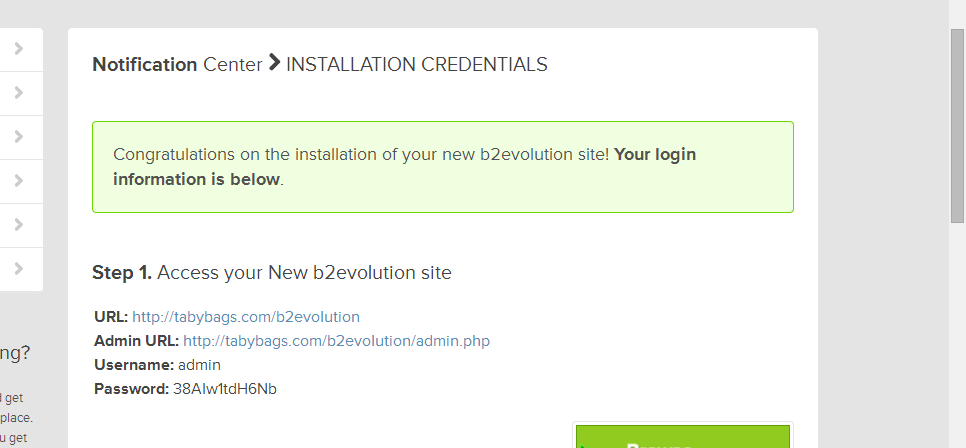 Notification Center > INSTALLATION CREDENTIALS
Congratulations on the installation of your new b2evolution site! Your login
information is below.
Step 1. Access your New b2evolution site
URL: http://tabybags.com/b2evolution
Admin URL: http://tabybags.com/b2evolution/admin.php
Username: admin
Password: 38AIw1tdH6Nb
ng?
get
place.
u get